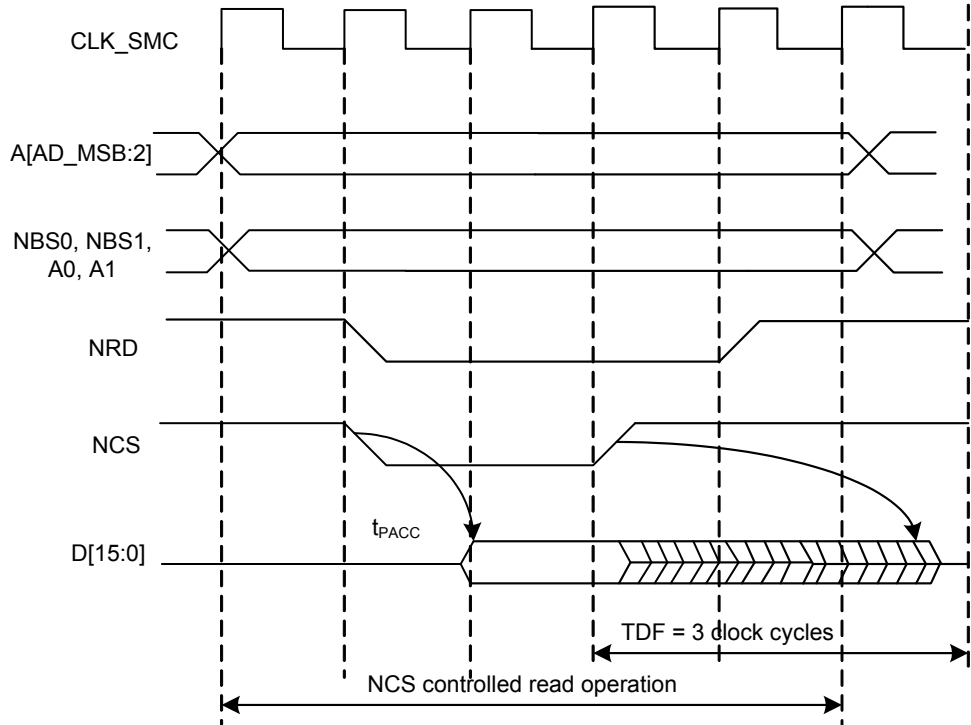 CLK_SMC
A[AD_MSB:2]
NBS0, NBS1,
A0, A1
NRD
NCS
tPACC
D[15:0]
TDF = 3 clock cycles
NCS controlled read operation